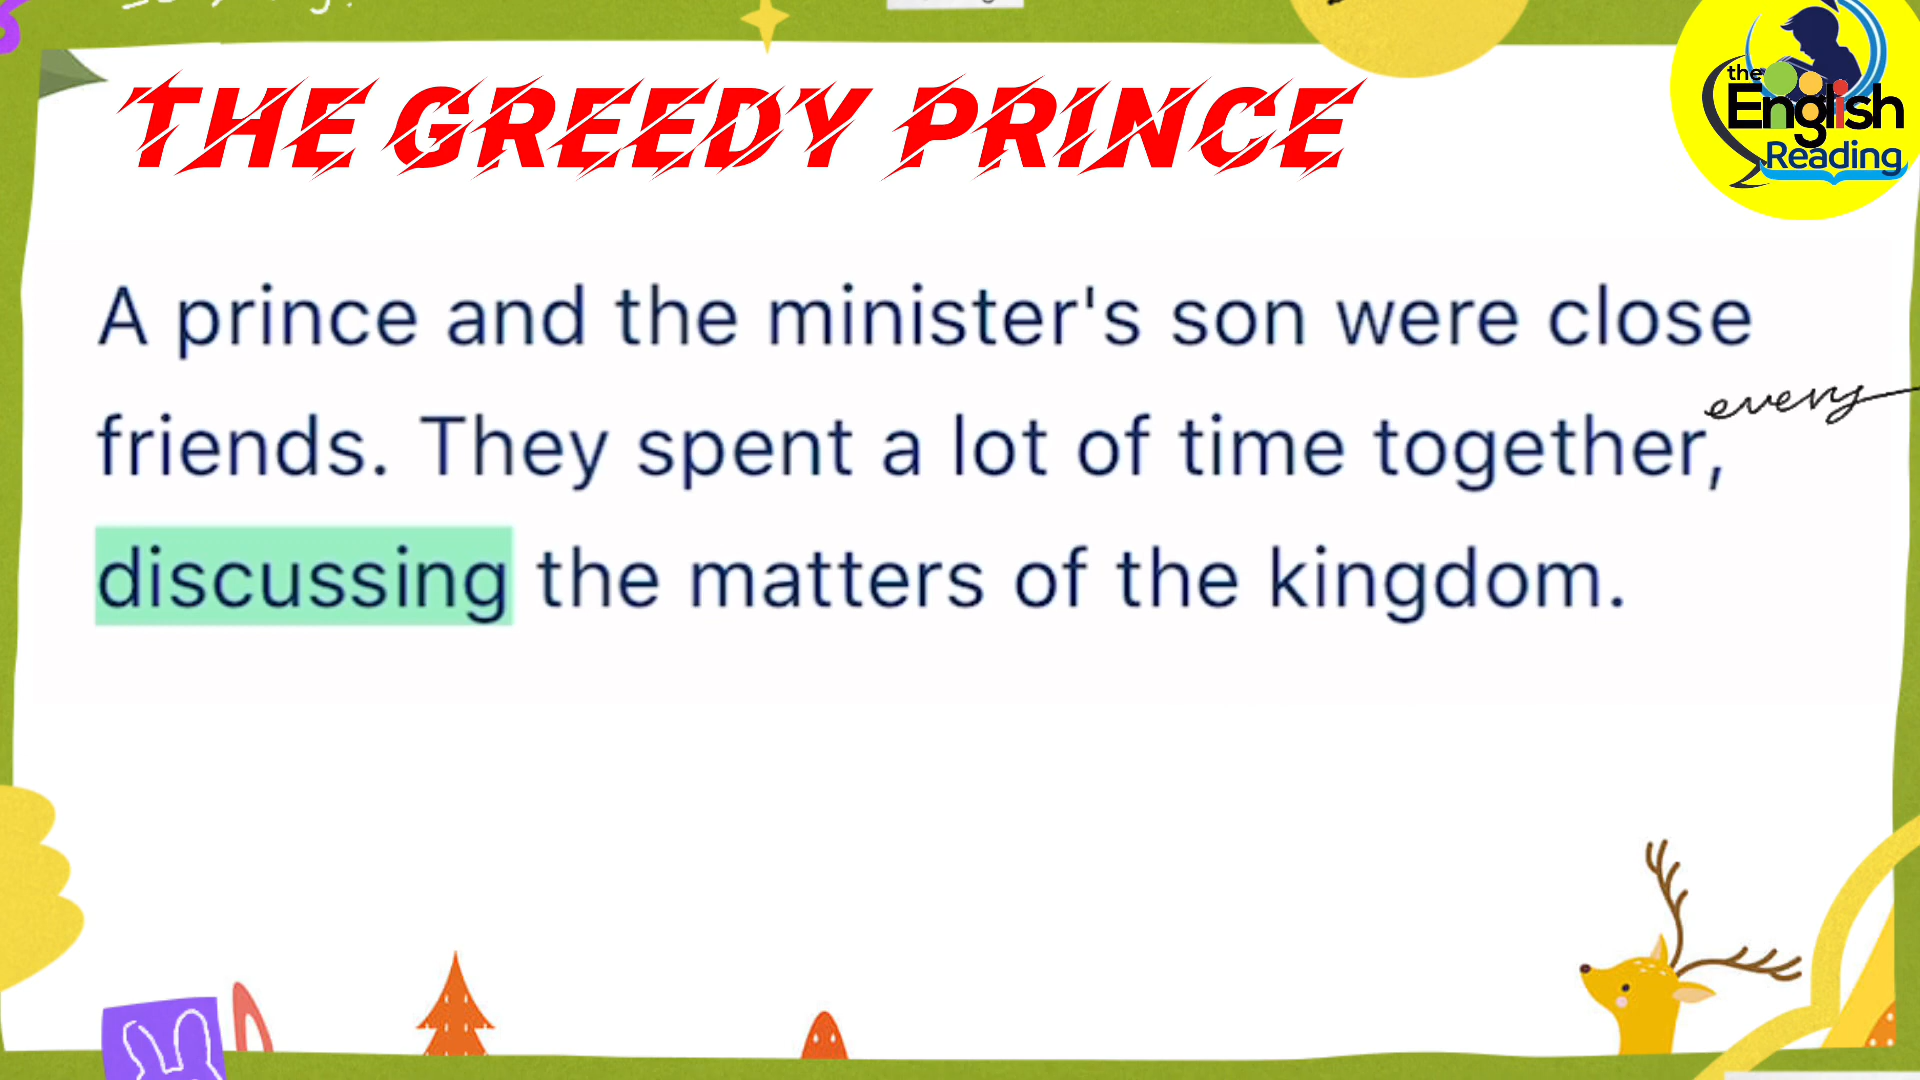 THE GREEDY PRINCE
the
English
Reading
A prince and the minister's son were close
every
friends. They spent a lot of time together,
discussing the matters of the kingdom.